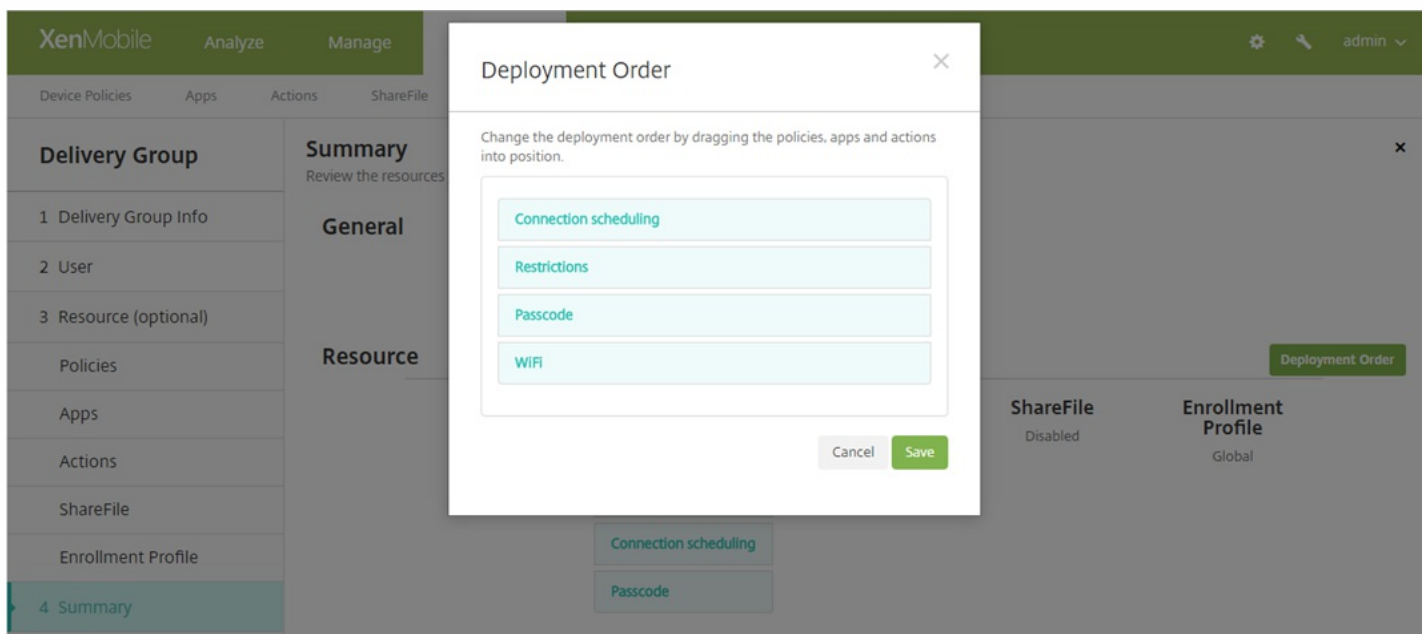 XenMobile Analyze Manage admin
Device Policies Apps Actions ShareFile
Deployment Order
Change the deployment order by dragging the policies, apps and actions
into position.
Connection scheduling
Restrictions
Passcode
WiFi
Cancel Save
Delivery Group
1 Delivery Group Info
2 User
3 Resource (optional)
Policies
Apps
Actions
ShareFile
Enrollment Profile
4 Summary
Summary
Review the resources
General
Resource
Deployment Order
ShareFile
Disabled
Enrollment
Profile
Global
Connection scheduling
Passcode